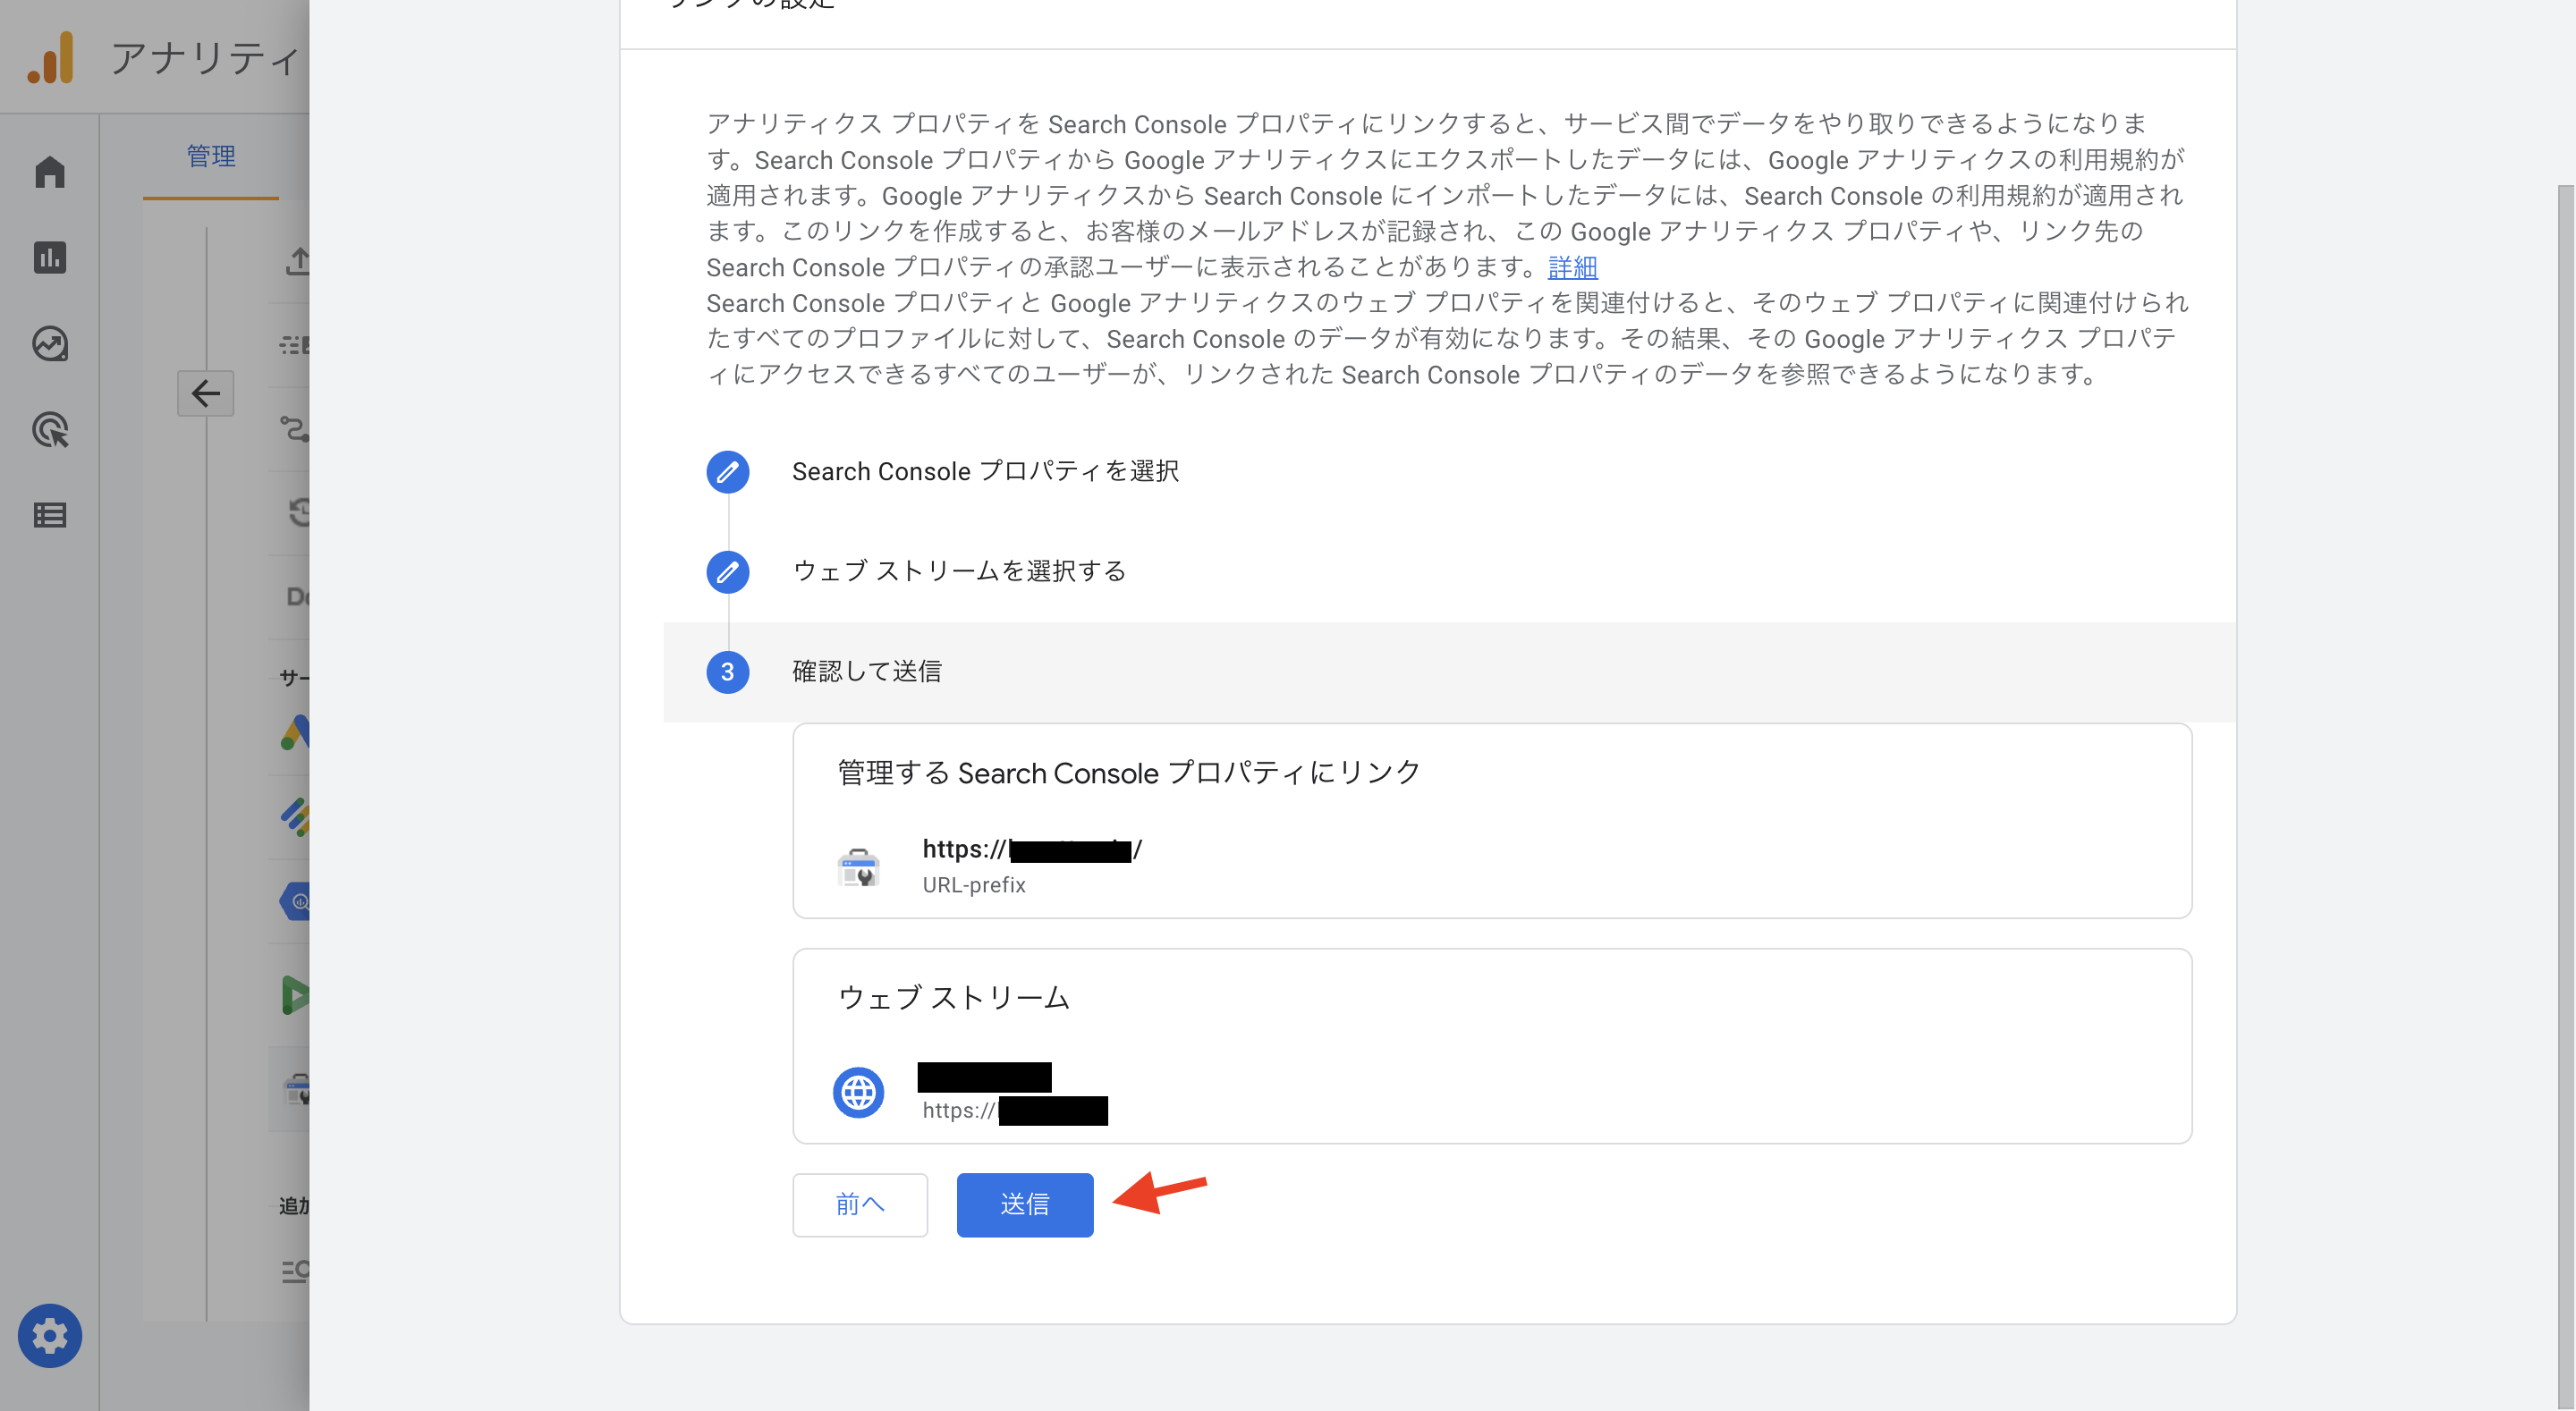 リンクの設定
アナリティ
管理
アナリティクス プロパティを Search Console プロパティにリンクすると、サービス間でデータをやり取りできるようになりま
す。Search Console プロパティから Google アナリティクスにエクスポートしたデータには、Google アナリティクスの利用規約が
適用されます。Google アナリティクスから Search Console にインポートしたデータには、Search Console の利用規約が適用され
ます。このリンクを作成すると、お客様のメールアドレスが記録され、この Google アナリティクス プロパティや、リンク先の
Search Console プロパティの承認ユーザーに表示されることがあります。詳細
Search Console プロパティと Google アナリティクスのウェブ プロパティを関連付けると、そのウェブ プロパティに関連付けられ
たすべてのプロファイルに対して、Search Console のデータが有効になります。その結果、その Google アナリティクス プロパテ
ィにアクセスできるすべてのユーザーが、リンクされた Search Console プロパティのデータを参照できるようになります。
Search Console プロパティを選択
ウェブ ストリームを選択する
3 確認して送信
サー
管理する Search Console プロパティにリンク
https:// /
URL-prefix
ウェブ ストリーム
https://
追加
前へ
送信